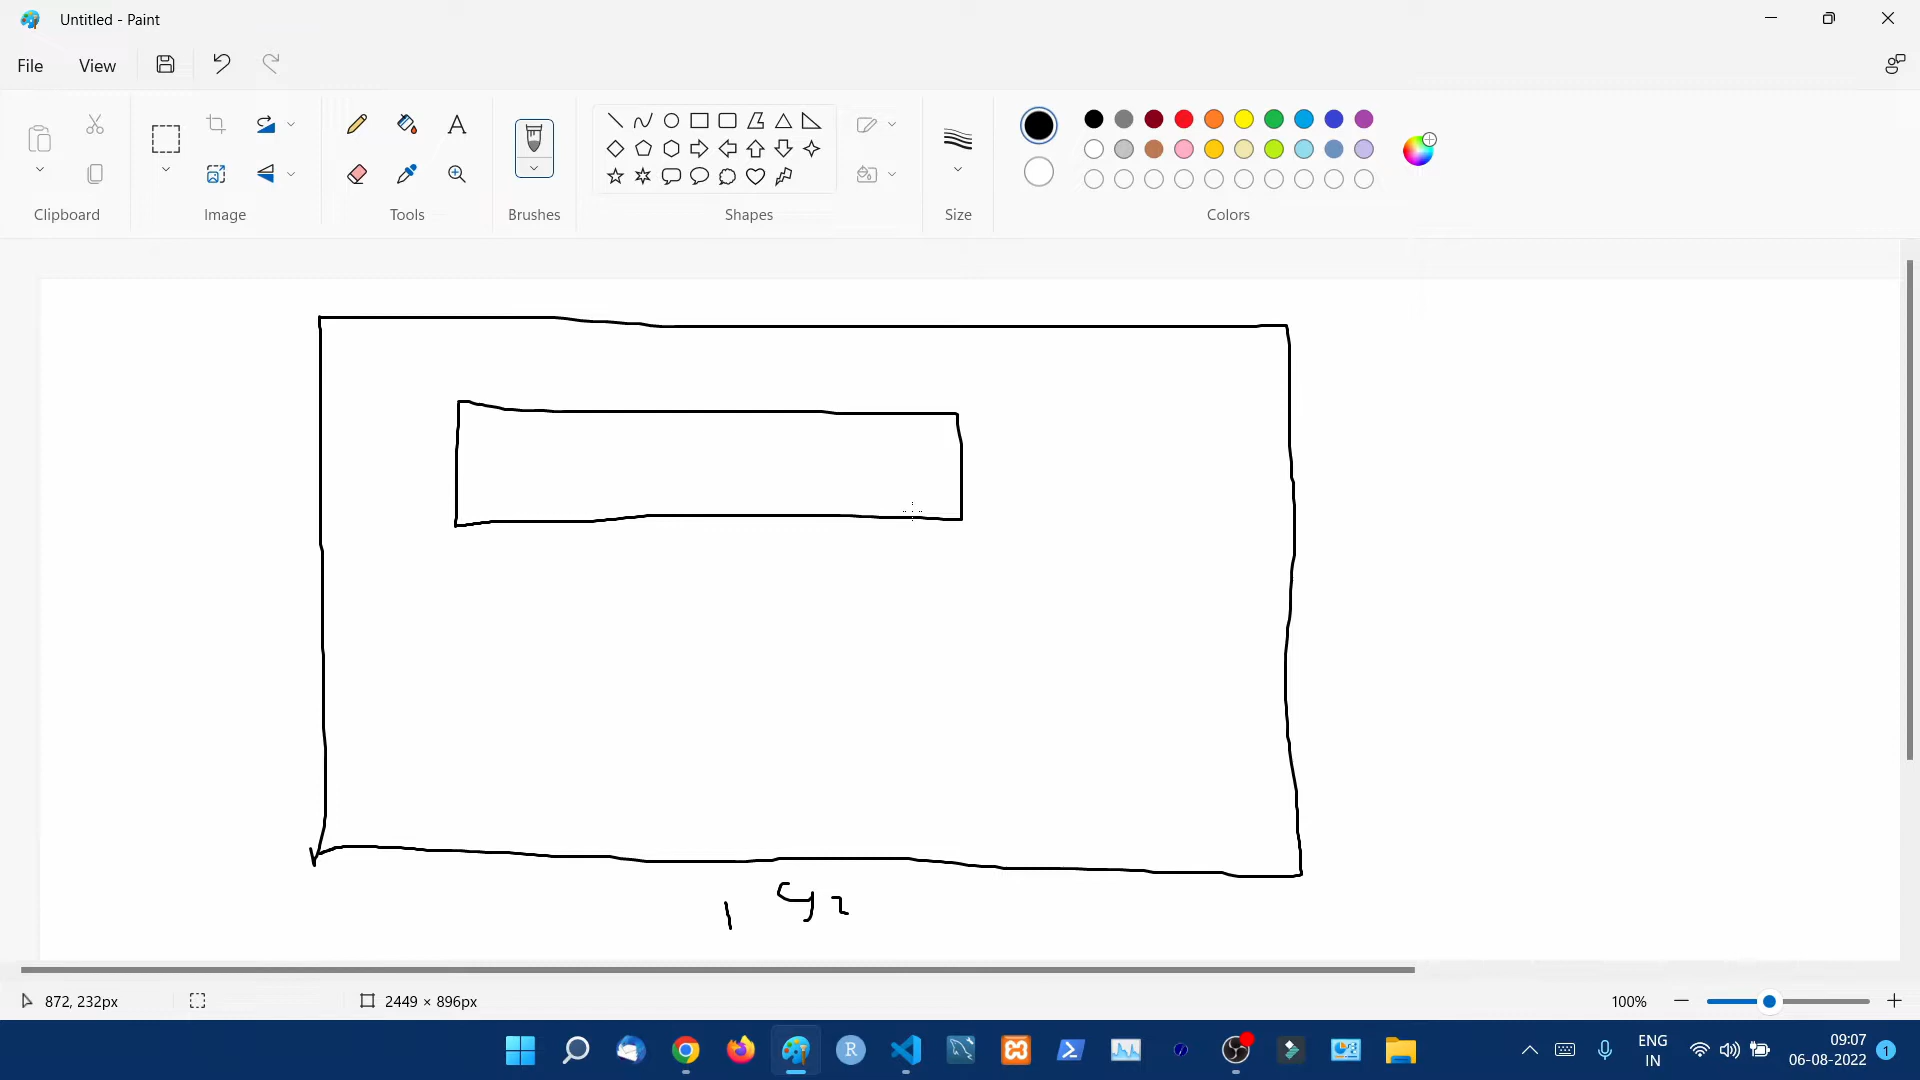 Untitled - Paint
File View
Clipboard Image Tools Brushes Shapes Size Colors
872, 232px 2449 × 896px 100%
ENG 09:07
IN 06-08-2022 1